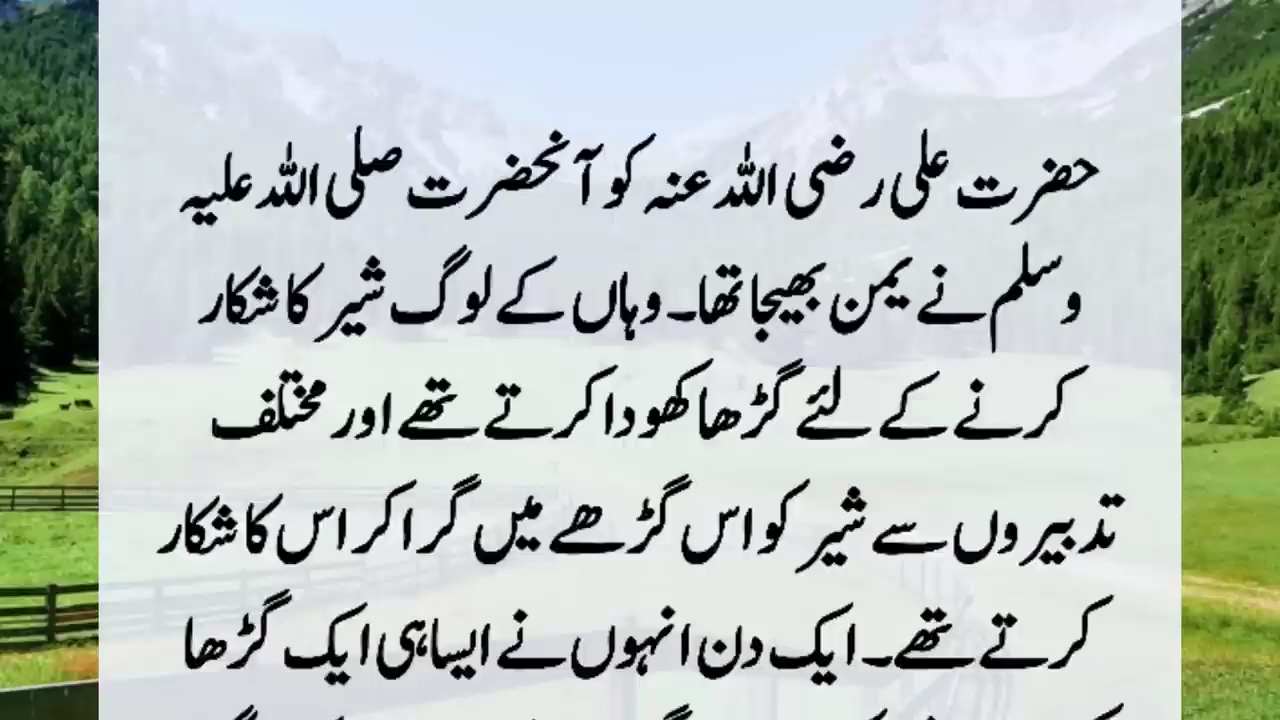 حضرت علی رضی اللہ عنہ کو آنحضرت صلی اللہ علیہ
وسلم نے یمن بھیجا تھا۔ وہاں کے لوگ شیر کا شکار
کرنے کے لئے گڑھا کھودا کرتے تھے اور مختلف
تدبیروں سے شیر کو اس گڑھے میں گرا کر اس کا شکار
کرتے تھے۔ ایک دن انہوں نے ایسا ہی ایک گڑھا